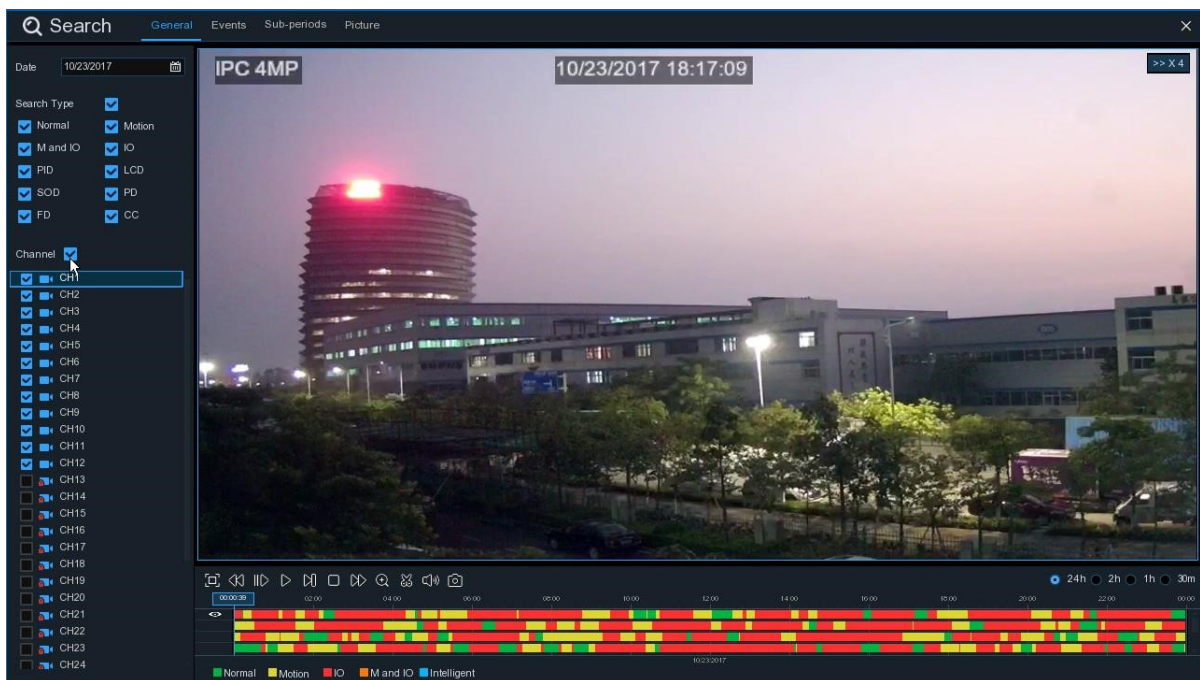 Search General Events Sub-periods Picture
Date 10/23/2017
IPC 4MP 10/23/2017 18:17:09 >> X 4
Search Type
Normal Motion
M and IO IO
PID LCD
SOD PD
FD CC
Channel
CH1
CH2
CH3
CH4
CH5
CH6
CH7
CH8
CH9
CH10
CH11
CH12
CH13
CH14
CH15
CH16
CH17
CH18
CH19
CH20
CH21
CH22
CH23
CH24
24h 2h 1h 30m
00:00:39 02:00 04:00 06:00 08:00 10:00 12:00 14:00 16:00 18:00 20:00 22:00 00:00
10/23/2017
Normal Motion IO M and IO Intelligent